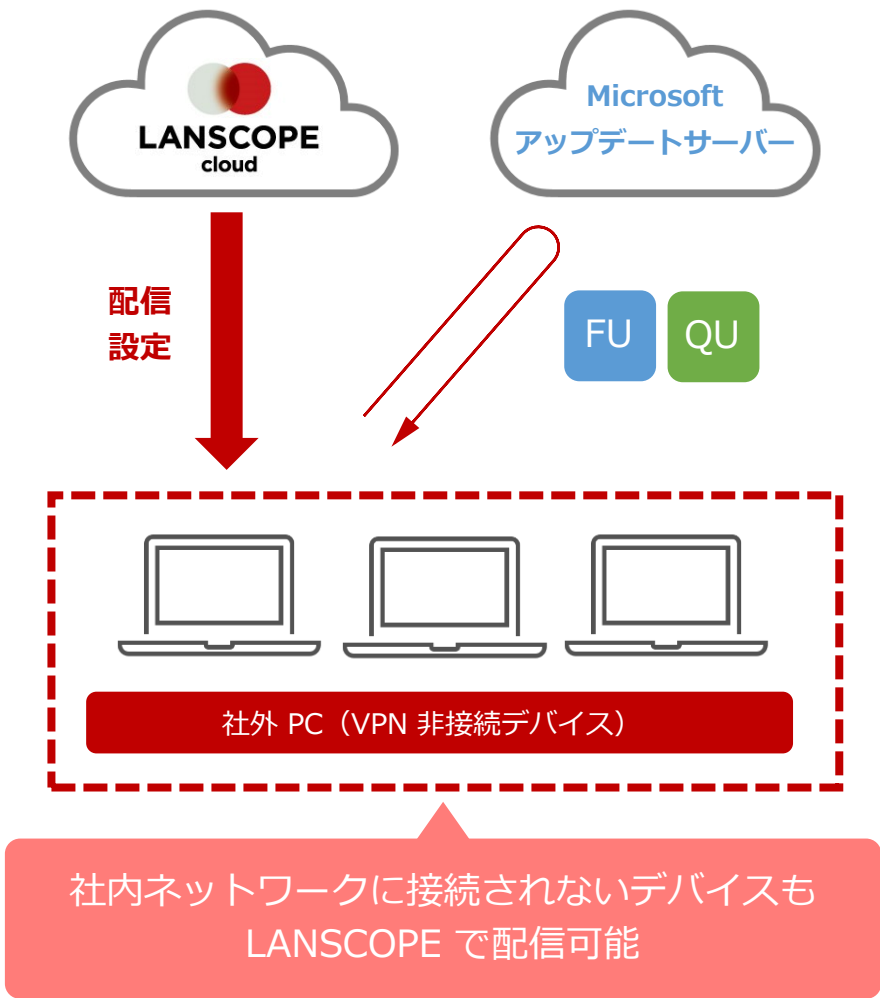 LANSCOPE
cloud
Microsoft
アップデートサーバー
配信
設定
FU
QU
社外 PC（VPN 非接続デバイス）
社内ネットワークに接続されないデバイスも
LANSCOPE で配信可能